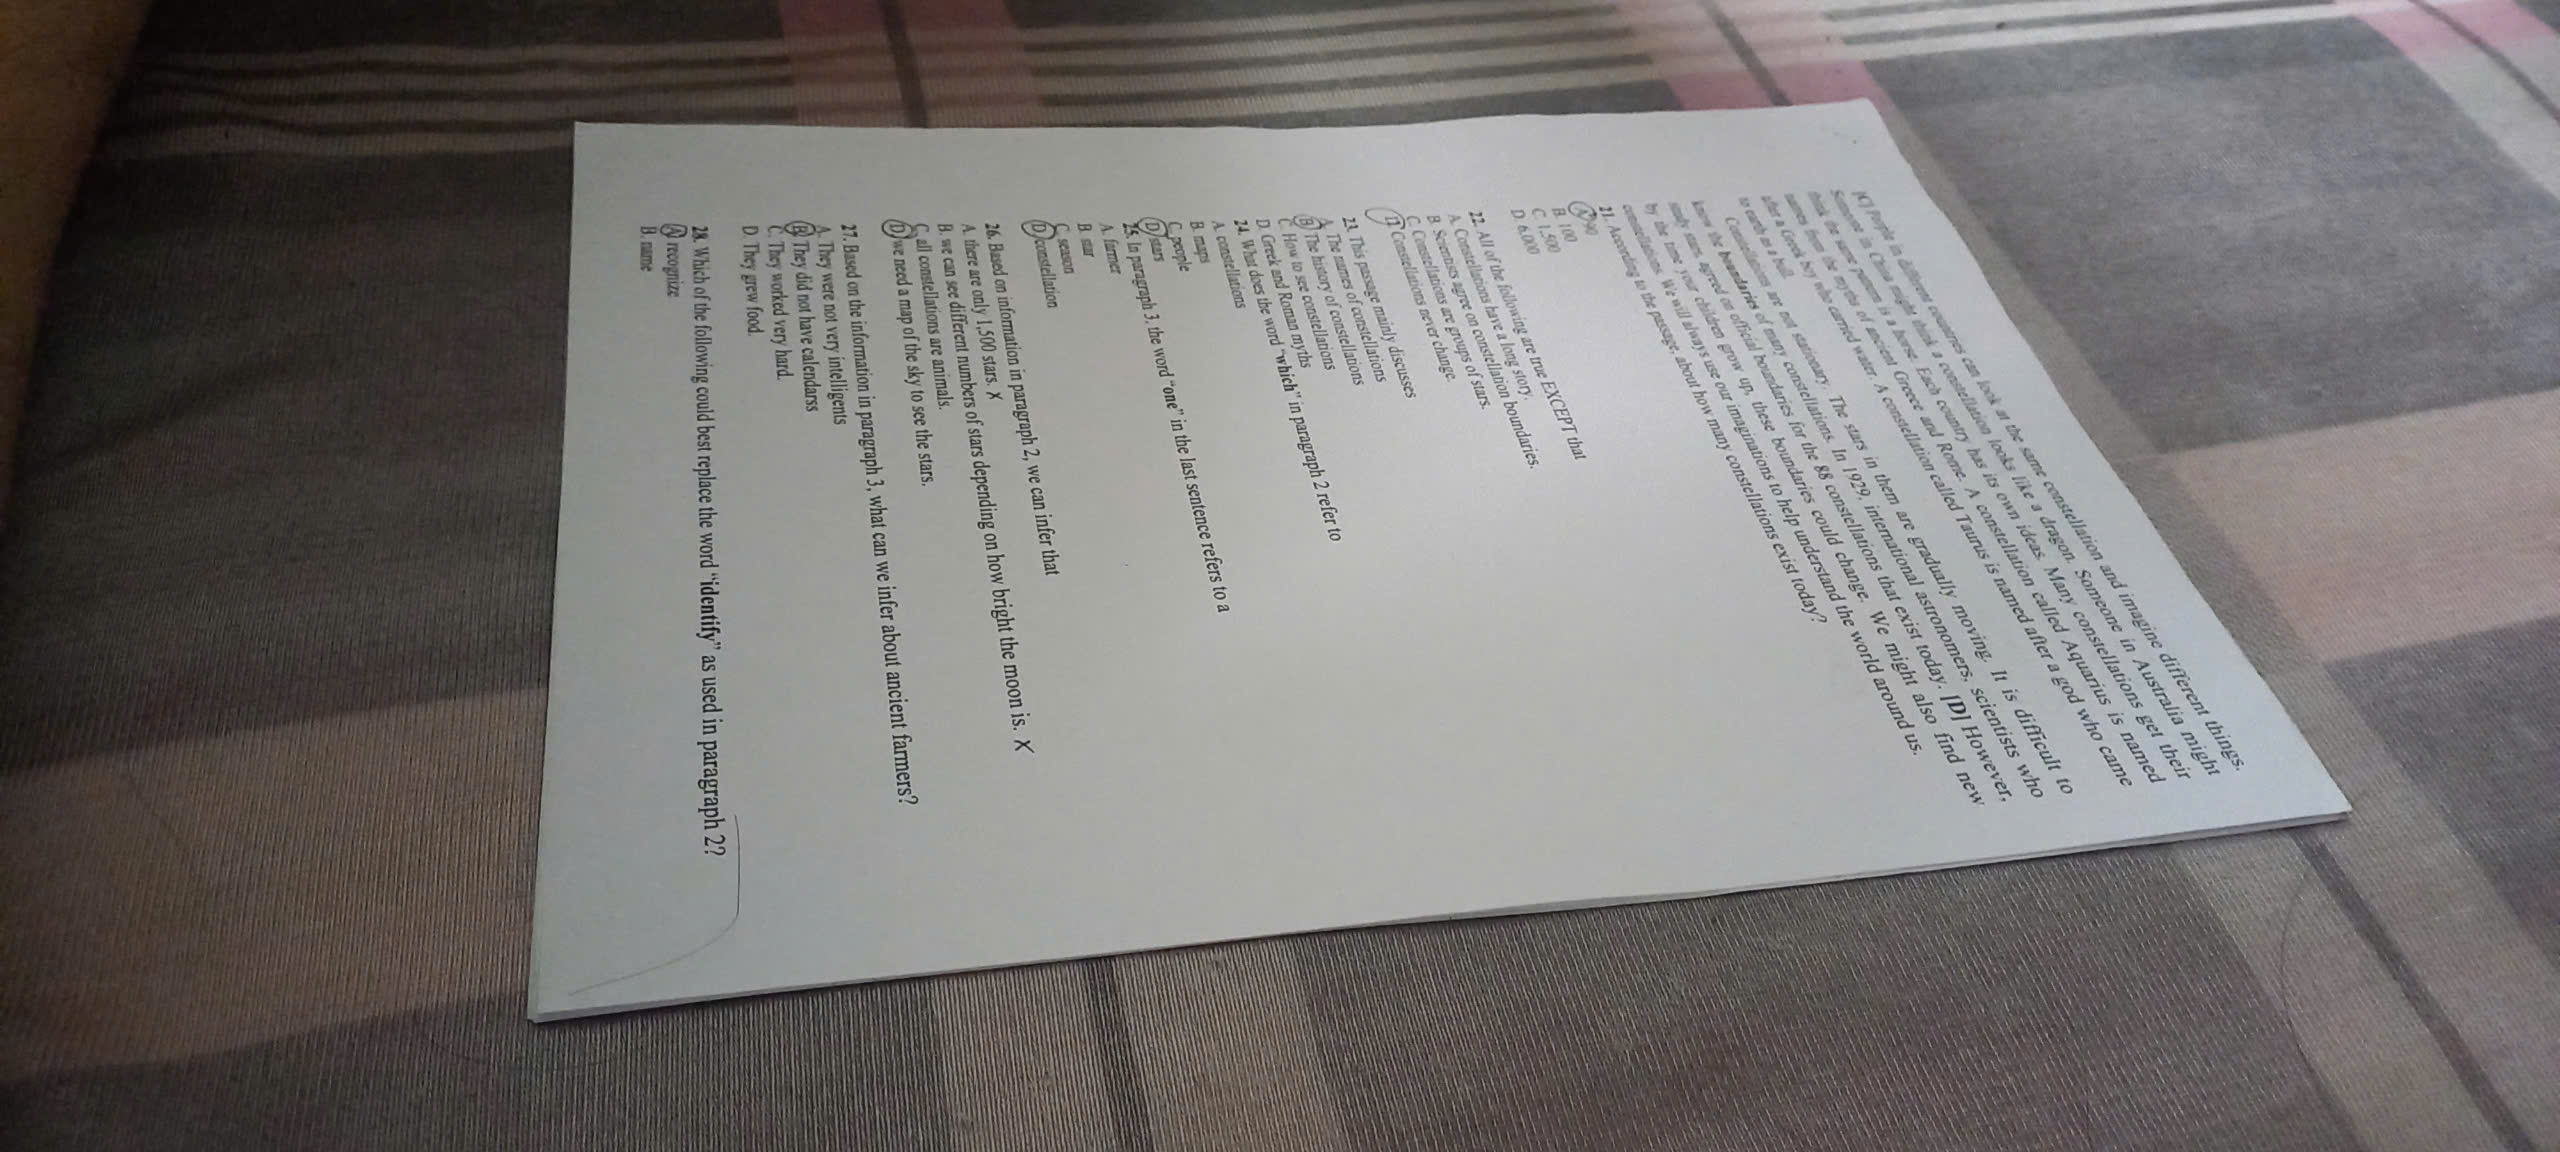 [C] People in different countries can look at the same constellation and imagine different things.
Someone in China might think a constellation looks like a dragon. Someone in Australia might
think the same pattern is a horse. Each country has its own ideas. Many constellations get their
names from the myths of ancient Greece and Rome. A constellation called Aquarius is named
after a Greek boy who carried water. A constellation called Taurus is named after a god who came
to earth as a bull.
Constellations are not stationary. The stars in them are gradually moving. It is difficult to
know the boundaries of many constellations. In 1929, international astronomers, scientists who
study stars, agreed on official boundaries for the 88 constellations that exist today. [D] However,
by the time your children grow up, these boundaries could change. We might also find new
constellations. We will always use our imaginations to help understand the world around us.
21. According to the passage, about how many constellations exist today?
A. 90
B. 100
C. 1,500
D. 6,000
22. All of the following are true EXCEPT that
A. Constellations have a long story.
B. Scientists agree on constellation boundaries.
C. Constellations are groups of stars.
D. Constellations never change.
23. This passage mainly discusses
A. The names of constellations
B. The history of constellations
C. How to see constellations
D. Greek and Roman myths
24. What does the word “which” in paragraph 2 refer to
A. constellations
B. maps
C. people
D. stars
25. In paragraph 3, the word “one” in the last sentence refers to a
A. farmer
B. star
C. season
D. constellation
26. Based on information in paragraph 2, we can infer that
A. there are only 1,500 stars. X
B. we can see different numbers of stars depending on how bright the moon is. X
C. all constellations are animals.
D. we need a map of the sky to see the stars.
27. Based on the information in paragraph 3, what can we infer about ancient farmers?
A. They were not very intelligents
B. They did not have calendarss
C. They worked very hard.
D. They grew food.
28. Which of the following could best replace the word “identify” as used in paragraph 2?
A. recognize
B. name